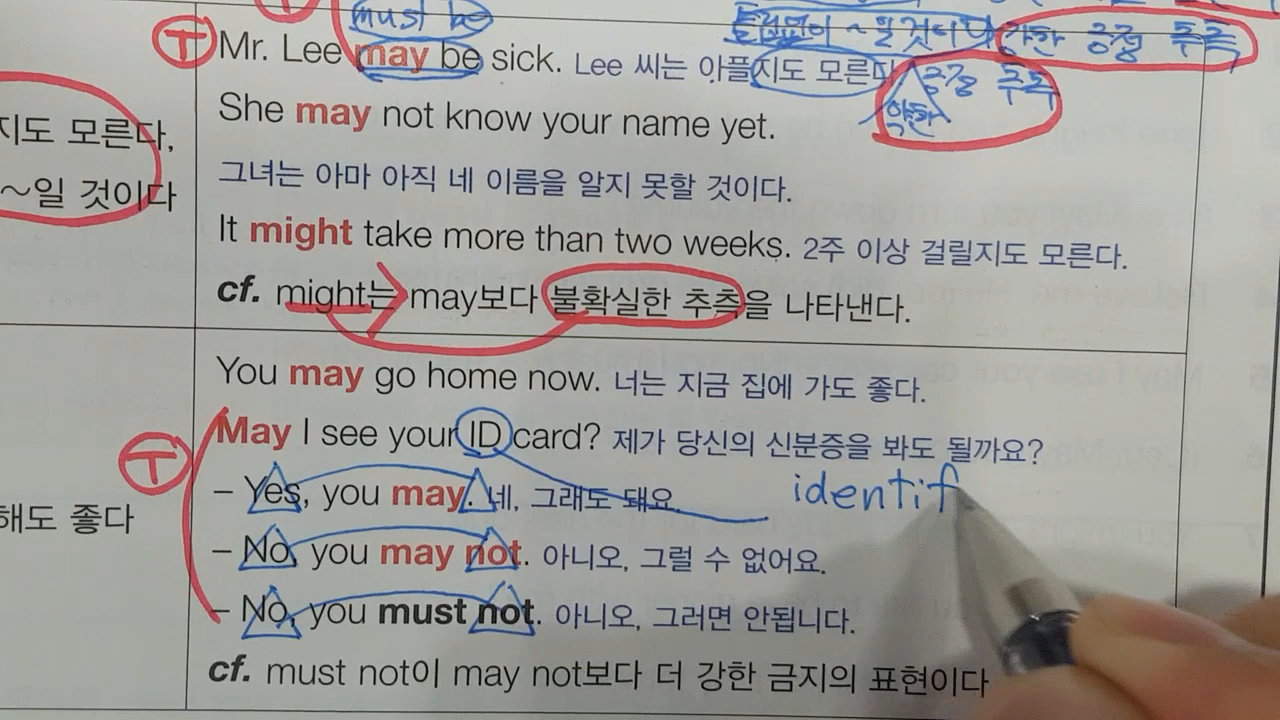 must be 틀림없이 ~일 것이다 강한 긍정 추측
T Mr. Lee may be sick. Lee 씨는 아플지도 모른다 긍정 추측
약한
지도 모른다, She may not know your name yet.
~일 것이다 그녀는 아마 아직 네 이름을 알지 못할 것이다.
It might take more than two weeks. 2주 이상 걸릴지도 모른다.
cf. might는 may보다 불확실한 추측을 나타낸다.
You may go home now. 너는 지금 집에 가도 좋다.
T May I see your ID card? 제가 당신의 신분증을 봐도 될까요?
– Yes, you may. 네, 그래도 돼요. identif
해도 좋다
– No, you may not. 아니오, 그럴 수 없어요.
– No, you must not. 아니오, 그러면 안됩니다.
cf. must not이 may not보다 더 강한 금지의 표현이다